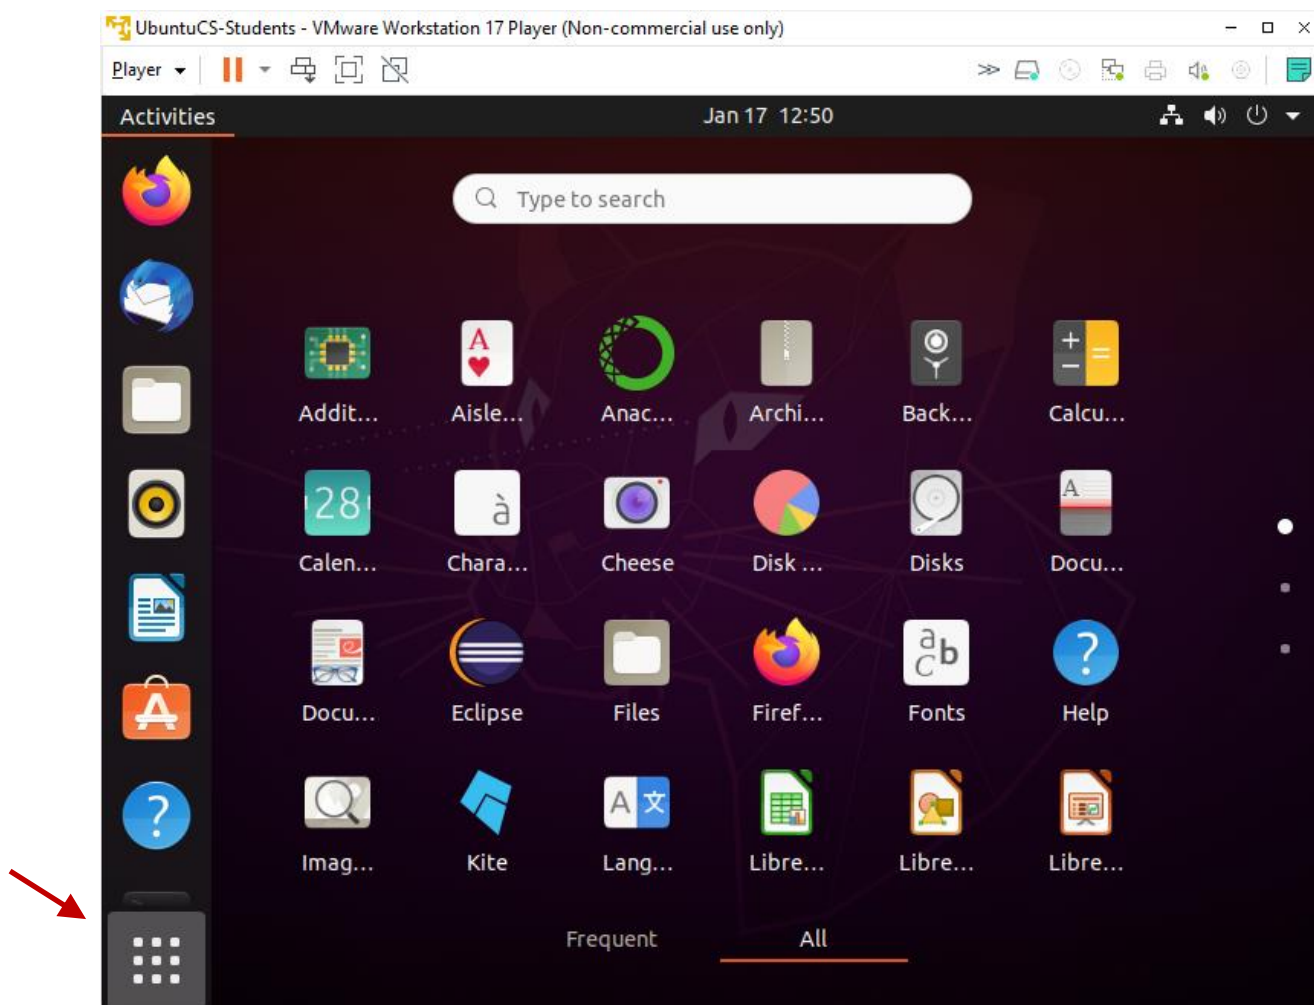 UbuntuCS-Students - VMware Workstation 17 Player (Non-commercial use only)
Player
Activities
Jan 17 12:50
Type to search
Addit... Aisle... Anac... Archi... Back... Calcu...
Calen... Chara... Cheese Disk ... Disks Docu...
Docu... Eclipse Files Firef... Fonts Help
Imag... Kite Lang... Libre... Libre... Libre...
Frequent All